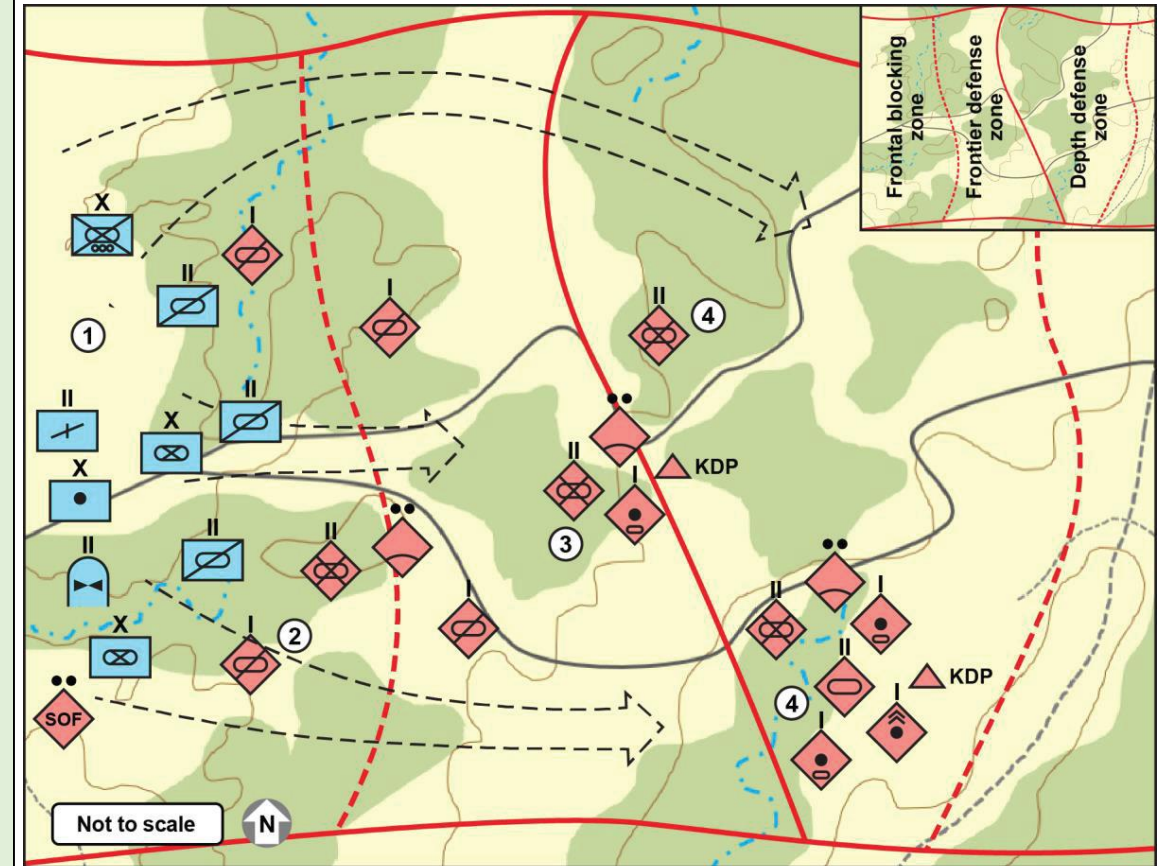 Frontal blocking
zone
Frontier defense
zone
Depth defense
zone
X
I
II
I
II
4
1
II
II
X
II
KDP
I
X
3
II
II
II
I
II
I
I
2
X
II
KDP
I
4
I
SOF
Not to scale
N